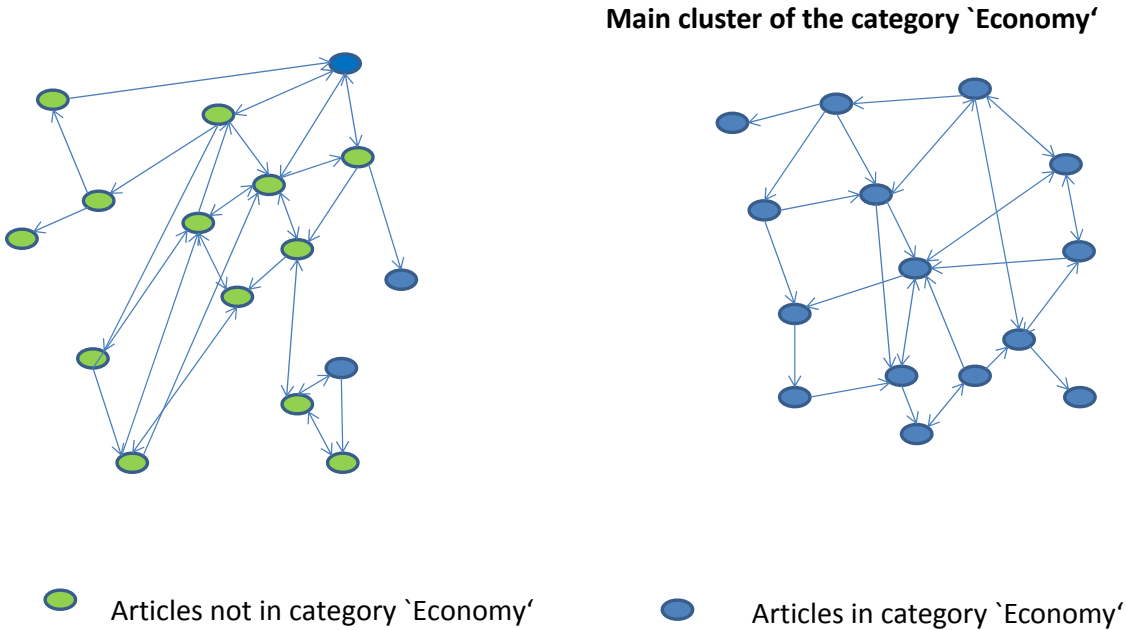 Main cluster of the category `Economy‘
Articles not in category `Economy‘
Articles in category `Economy‘